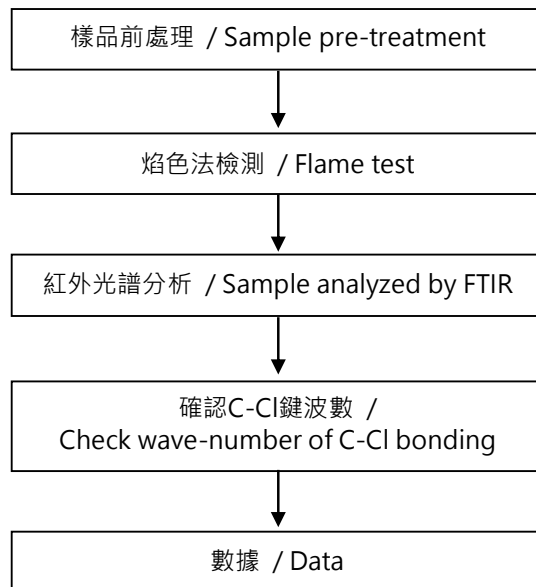 樣品前處理 / Sample pre-treatment
焰色法檢測 / Flame test
紅外光譜分析 / Sample analyzed by FTIR
確認C-Cl鍵波數 /
Check wave-number of C-Cl bonding
數據 / Data